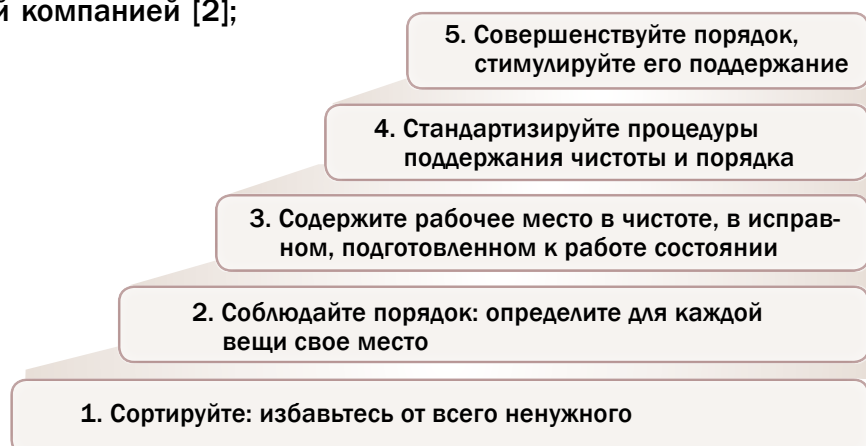 й компанией [2];
5. Совершенствуйте порядок,
стимулируйте его поддержание
4. Стандартизируйте процедуры
поддержания чистоты и порядка
3. Содержите рабочее место в чистоте, в исправ-
ном, подготовленном к работе состоянии
2. Соблюдайте порядок: определите для каждой
вещи свое место
1. Сортируйте: избавьтесь от всего ненужного